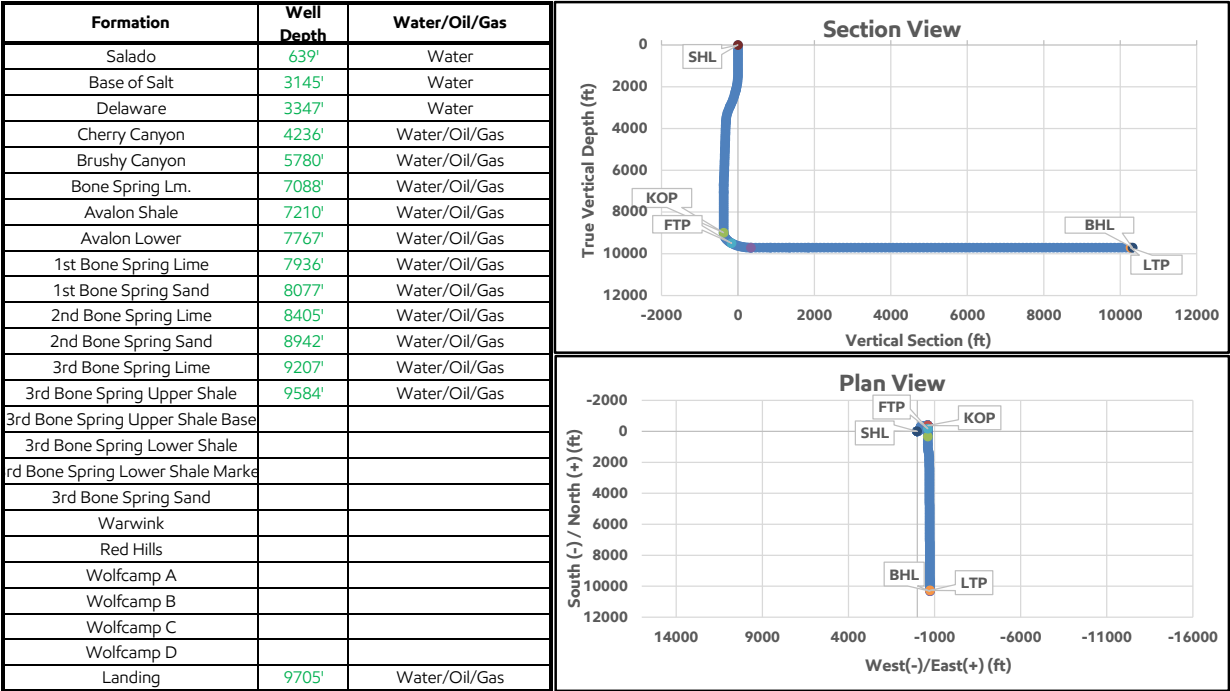 Formation Well Depth Water/Oil/Gas
Salado 639' Water
Base of Salt 3145' Water
Delaware 3347' Water
Cherry Canyon 4236' Water/Oil/Gas
Brushy Canyon 5780' Water/Oil/Gas
Bone Spring Lm. 7088' Water/Oil/Gas
Avalon Shale 7210' Water/Oil/Gas
Avalon Lower 7767' Water/Oil/Gas
1st Bone Spring Lime 7936' Water/Oil/Gas
1st Bone Spring Sand 8077' Water/Oil/Gas
2nd Bone Spring Lime 8405' Water/Oil/Gas
2nd Bone Spring Sand 8942' Water/Oil/Gas
3rd Bone Spring Lime 9207' Water/Oil/Gas
3rd Bone Spring Upper Shale 9584' Water/Oil/Gas
3rd Bone Spring Upper Shale Base
3rd Bone Spring Lower Shale
rd Bone Spring Lower Shale Marke
3rd Bone Spring Sand
Warwink
Red Hills
Wolfcamp A
Wolfcamp B
Wolfcamp C
Wolfcamp D
Landing 9705' Water/Oil/Gas
Section View
True Vertical Depth (ft)
0
2000
4000
6000
8000
10000
12000
SHL
KOP
FTP
BHL
LTP
-2000 0 2000 4000 6000 8000 10000 12000
Vertical Section (ft)
Plan View
South (-) / North (+) (ft)
-2000
0
2000
4000
6000
8000
10000
12000
FTP
KOP
SHL
BHL
LTP
14000 9000 4000 -1000 -6000 -11000 -16000
West(-)/East(+) (ft)